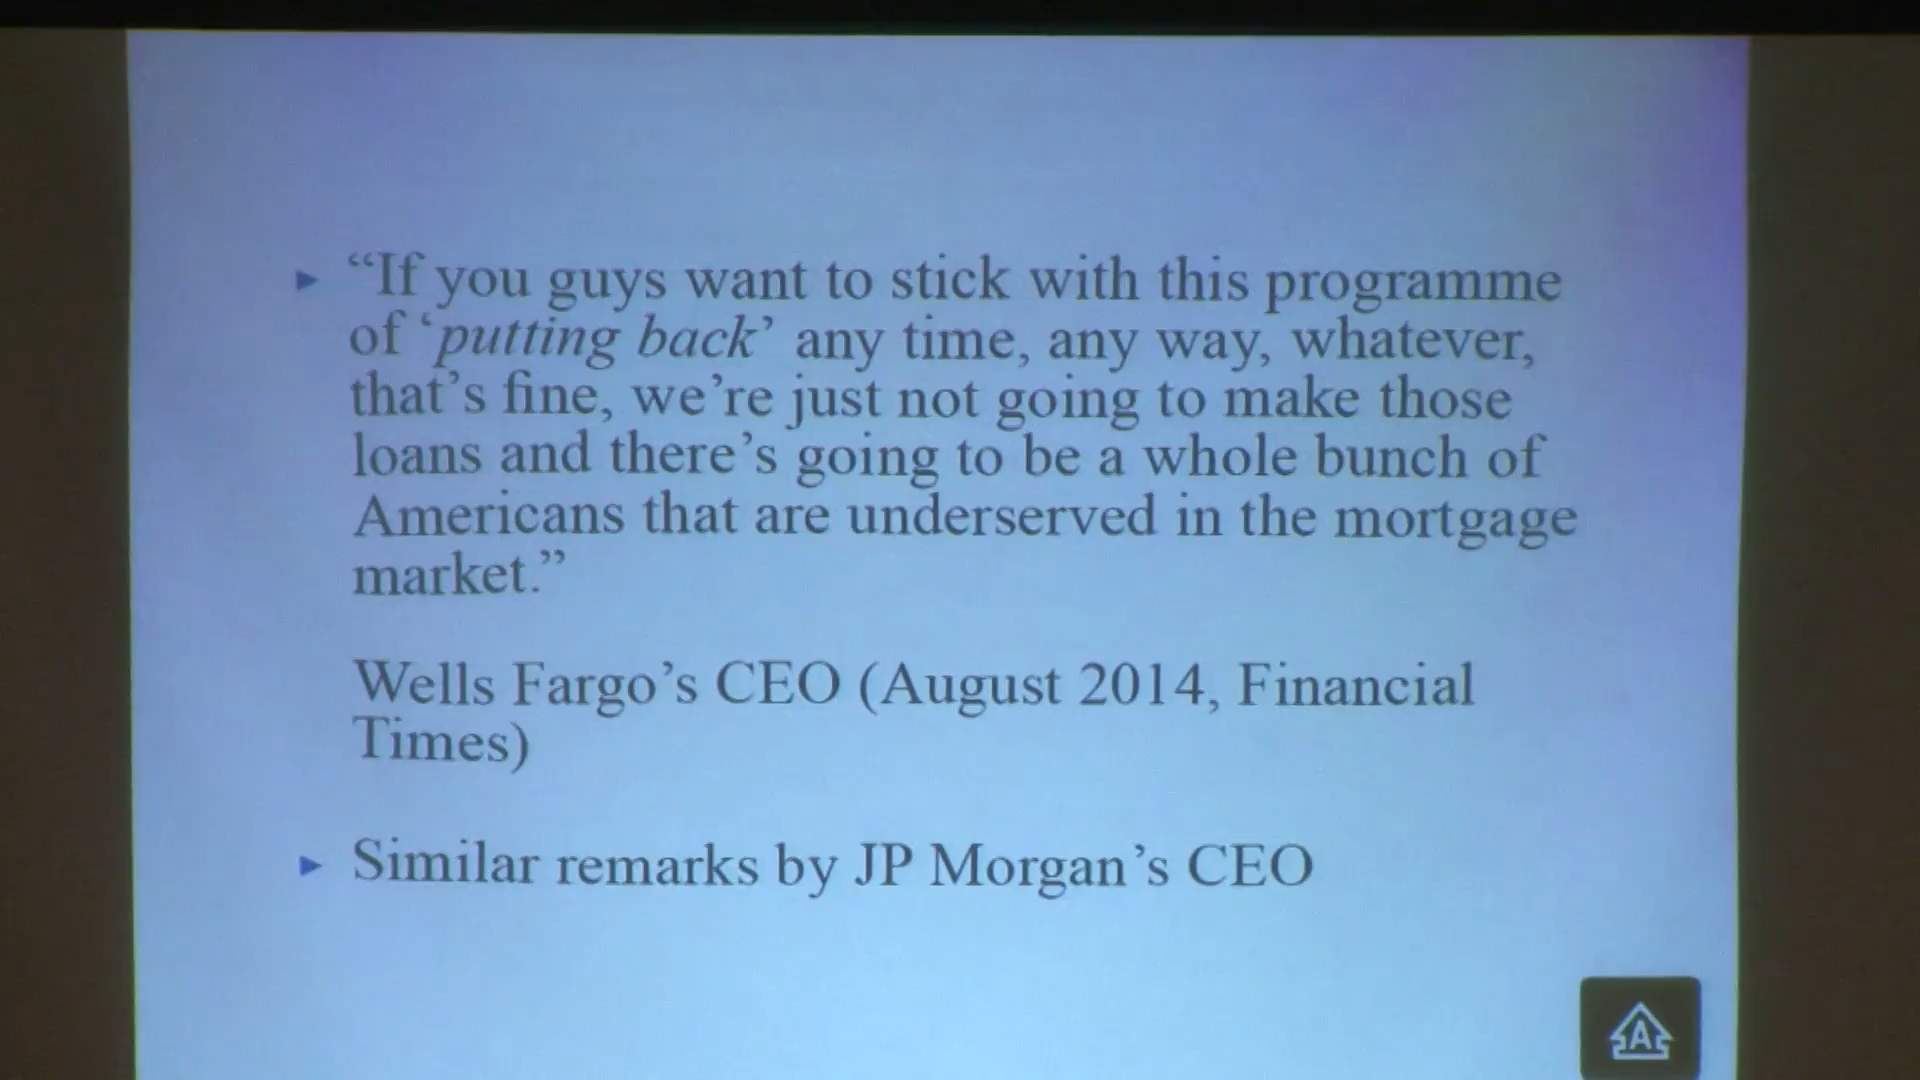 “If you guys want to stick with this programme
of ‘putting back’ any time, any way, whatever,
that’s fine, we’re just not going to make those
loans and there’s going to be a whole bunch of
Americans that are underserved in the mortgage
market.”
Wells Fargo’s CEO (August 2014, Financial
Times)
Similar remarks by JP Morgan’s CEO
A